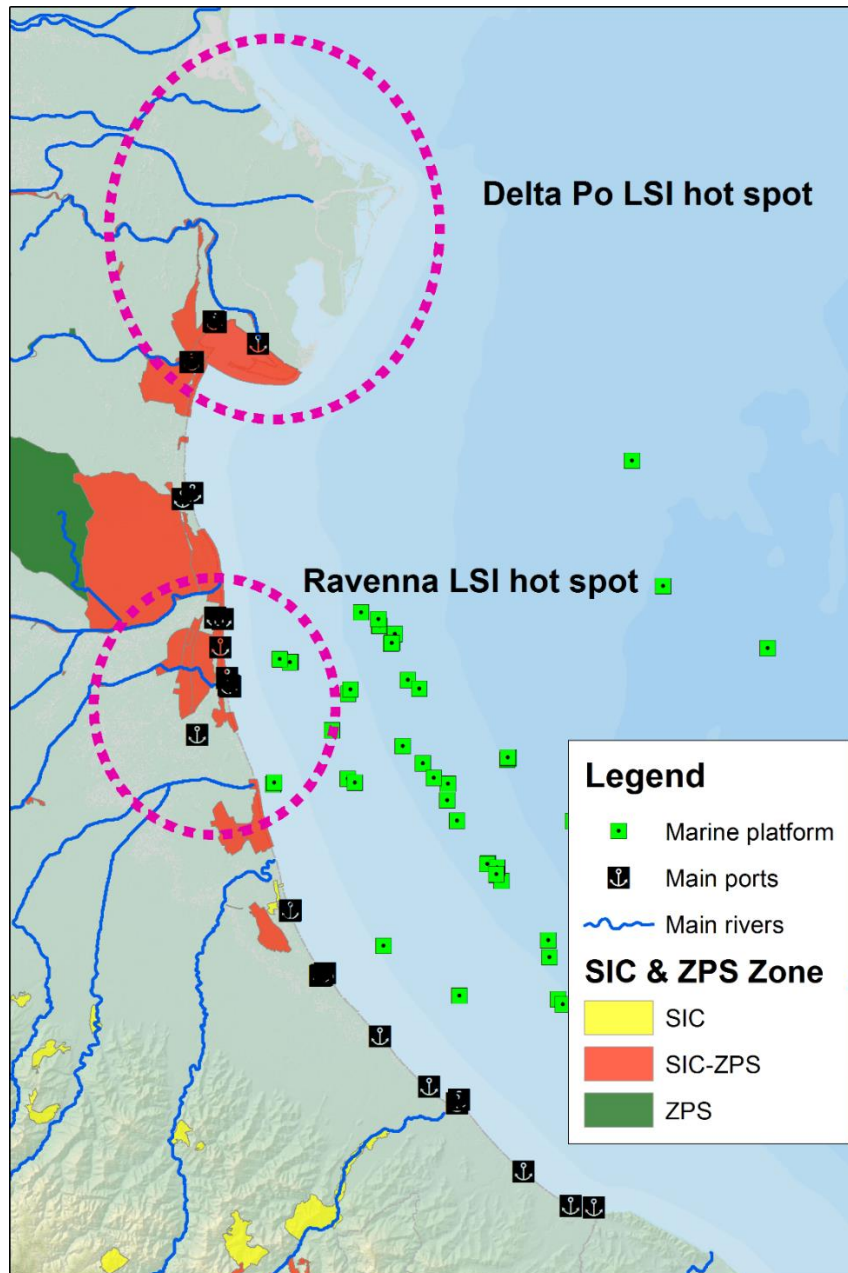 Delta Po LSI hot spot
Ravenna LSI hot spot
Legend
Marine platform
Main ports
Main rivers
SIC & ZPS Zone
SIC
SIC-ZPS
ZPS